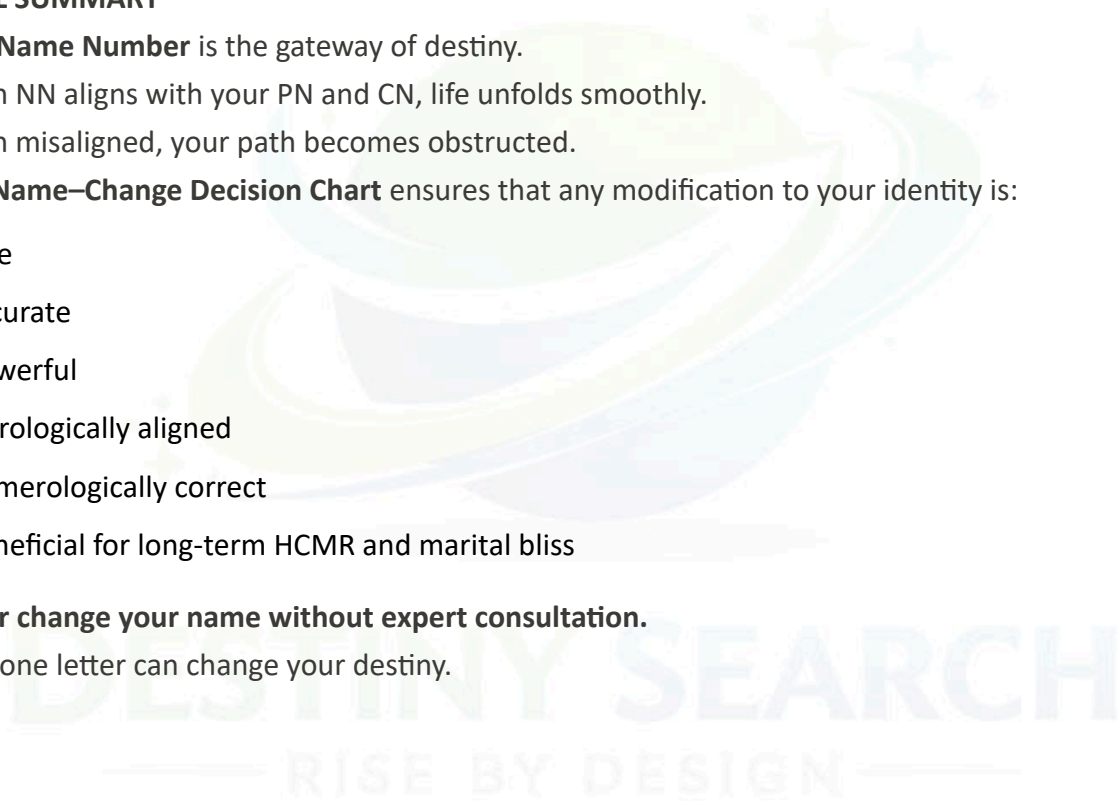 L SUMMARY
Name Number is the gateway of destiny.
n NN aligns with your PN and CN, life unfolds smoothly.
n misaligned, your path becomes obstructed.
Name–Change Decision Chart ensures that any modification to your identity is:
e
curate
werful
rologically aligned
merologically correct
neficial for long-term HCMR and marital bliss
r change your name without expert consultation.
one letter can change your destiny.
DESTINY SEARCH
RISE BY DESIGN